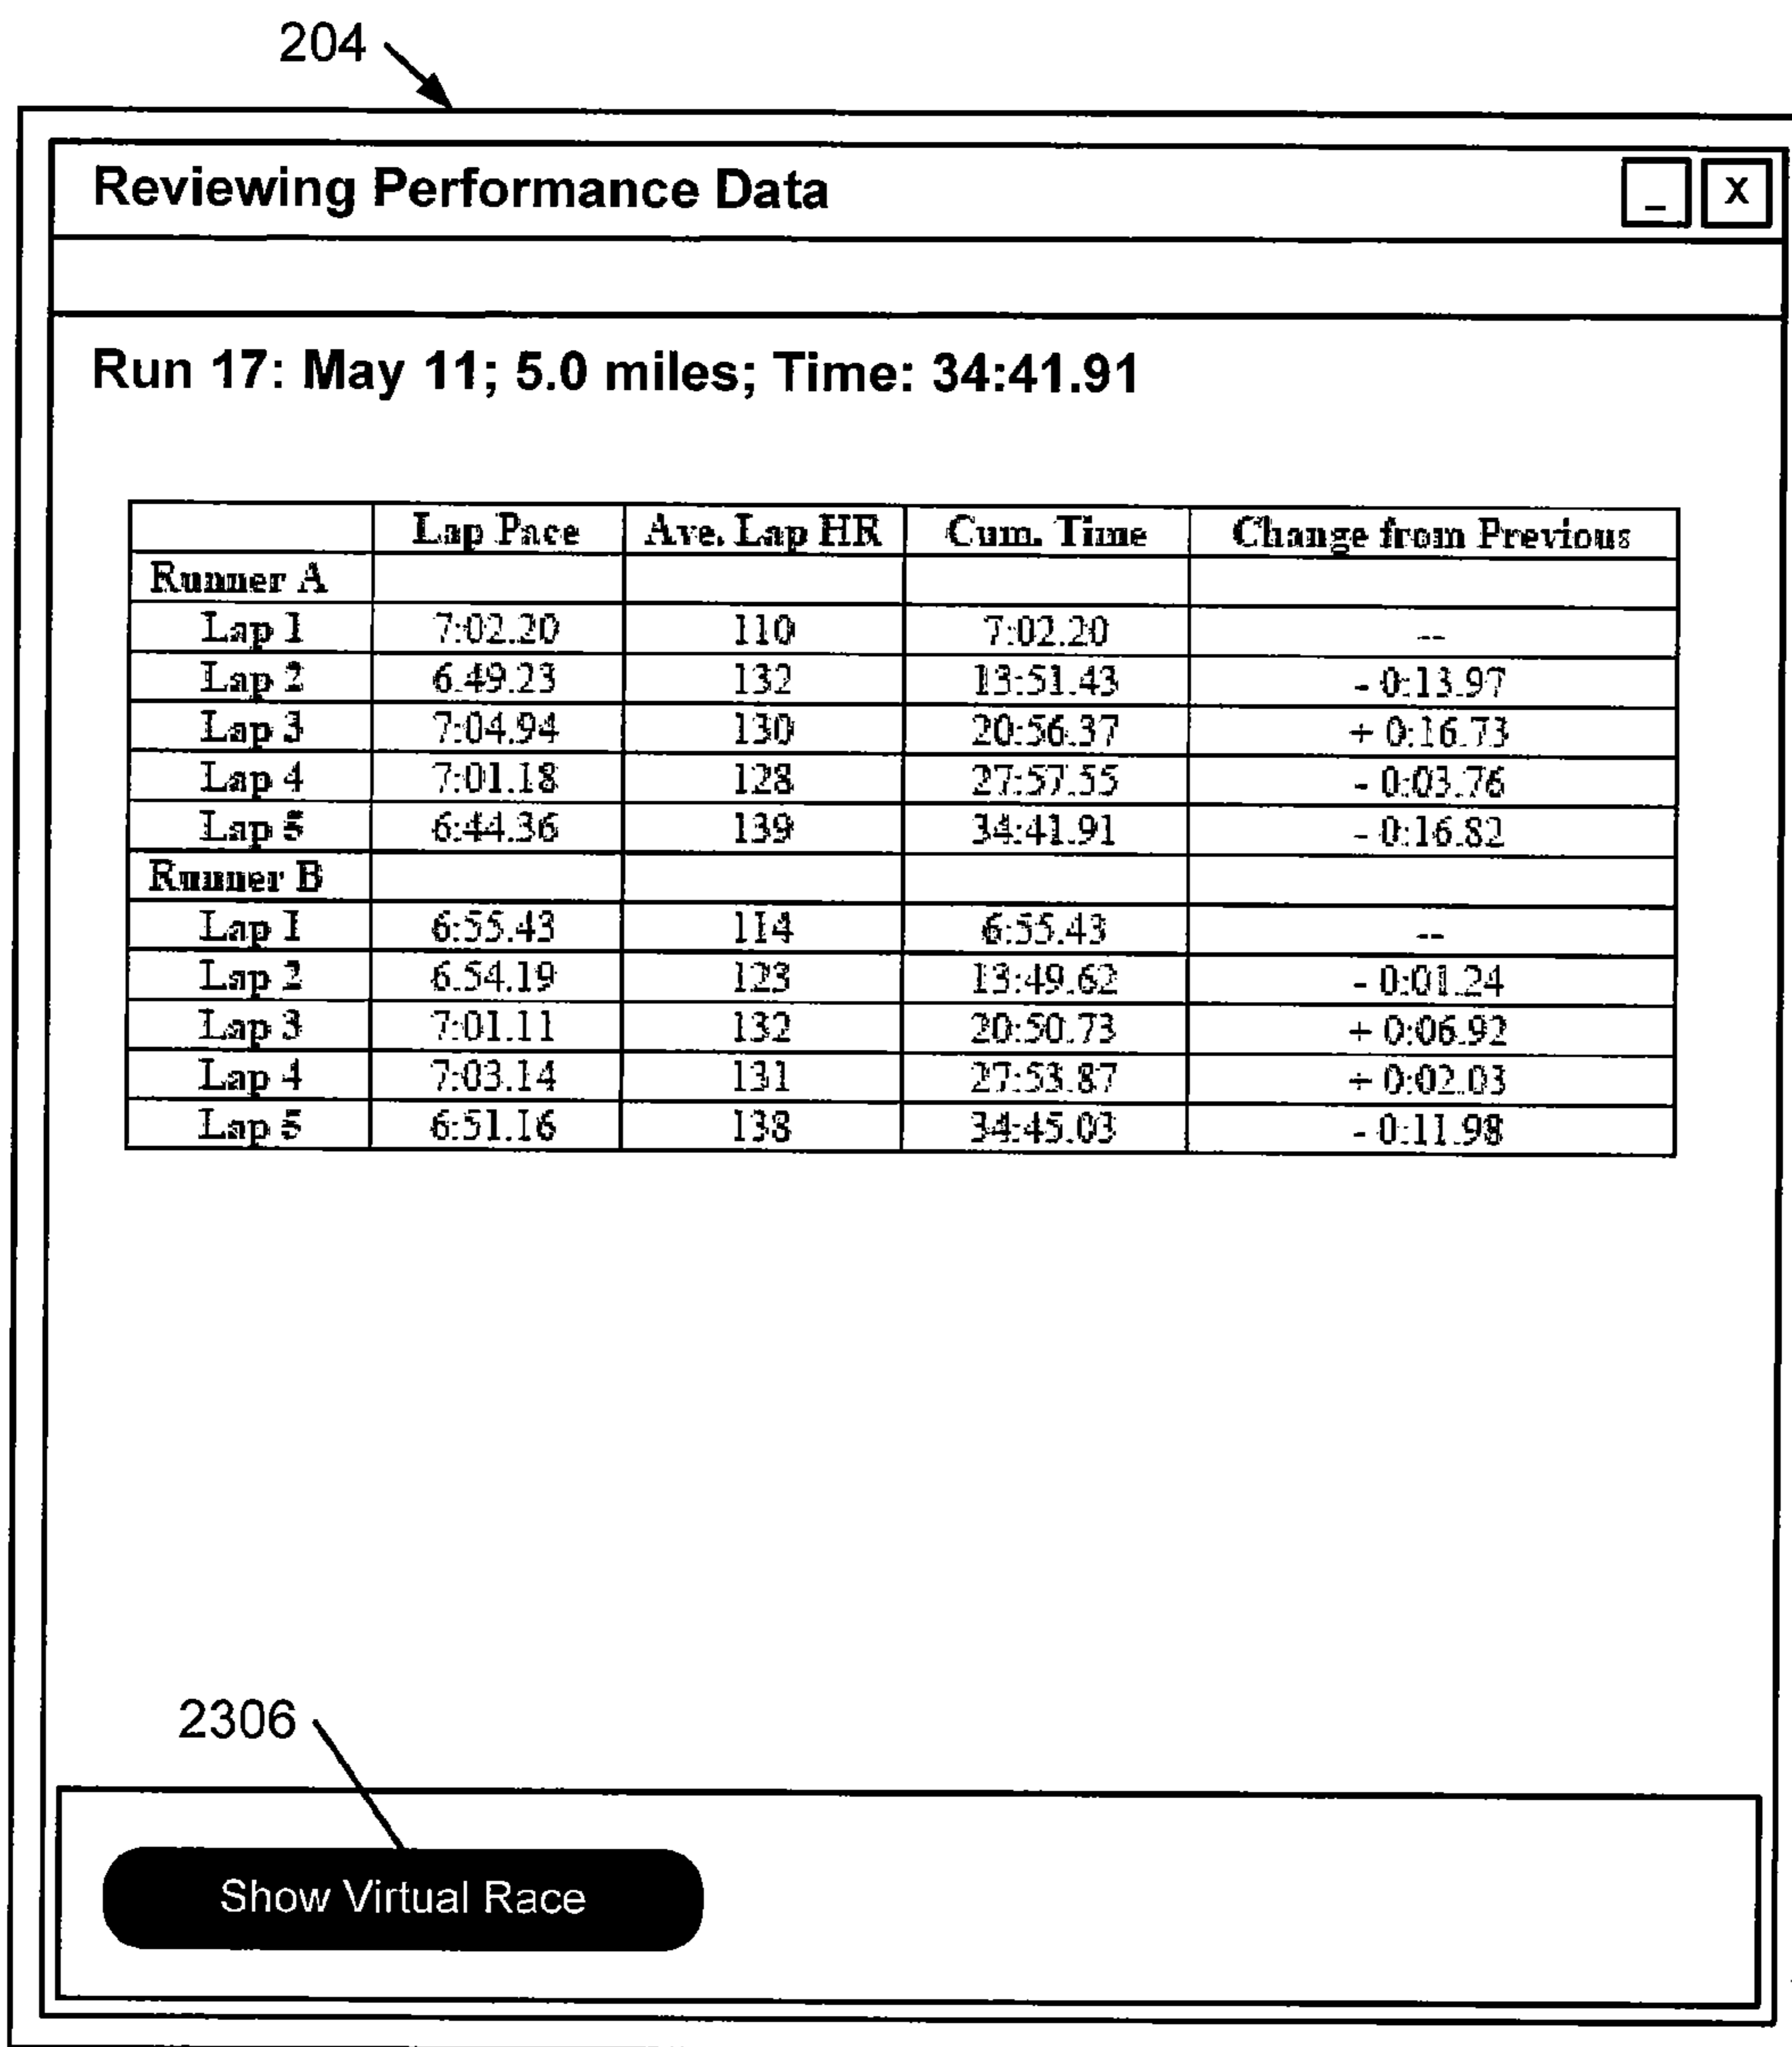 204
Reviewing Performance Data _ X
Run 17: May 11; 5.0 miles; Time: 34:41.91
Lap Pace Ave. Lap HR Cum. Time Change from Previous
Runner A
Lap 1 7:02.20 110 7:02.20 --
Lap 2 6.49.23 132 13:51.43 - 0:13.97
Lap 3 7:04.94 130 20:56.37 + 0:16.73
Lap 4 7:01.18 128 27:57.55 - 0:03.76
Lap 5 6:44.36 139 34:41.91 - 0:16.82
Runner B
Lap 1 6:55.43 114 6:55.43 --
Lap 2 6.54.19 123 13:49.62 - 0:01.24
Lap 3 7:01.11 132 20:50.73 + 0:06.92
Lap 4 7:03.14 131 27:53.87 + 0:02.03
Lap 5 6:51.16 138 34:45.03 - 0:11.98
2306
Show Virtual Race